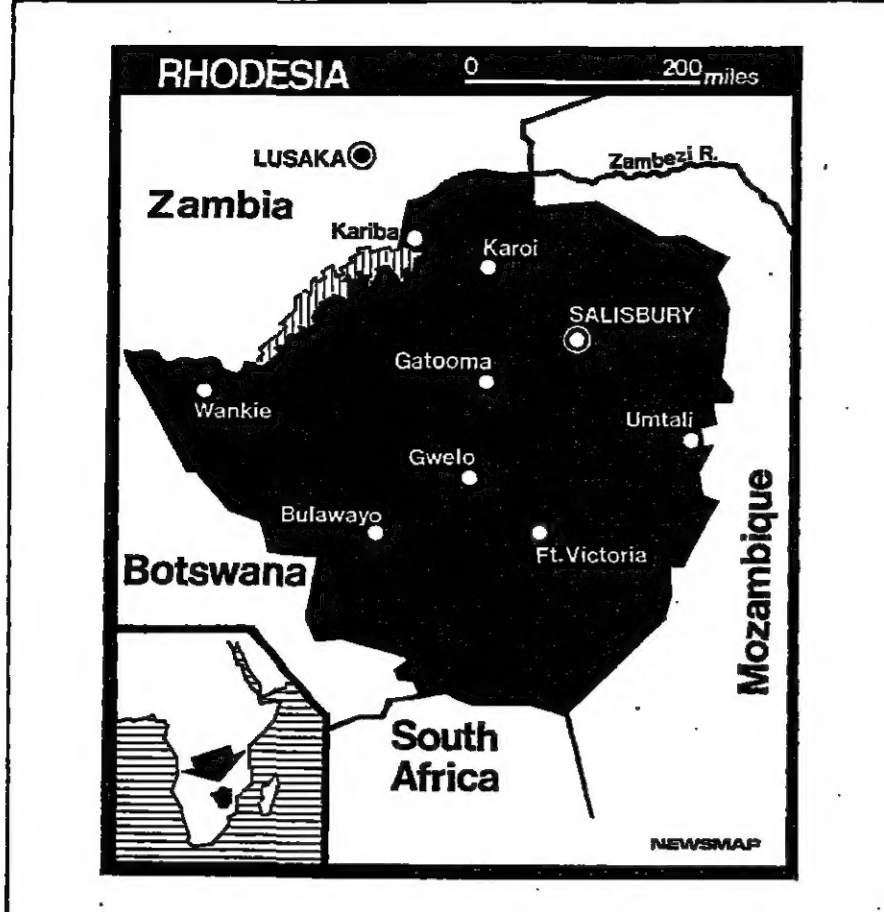 RHODESIA
0 200 miles
LUSAKA
Zambezi R.
Zambia
Kariba
Karoi
SALISBURY
Gatooma
Wankie
Umtali
Gwelo
Bulawayo
Ft. Victoria
Botswana
Mozambique
South
Africa
NEWSMAP